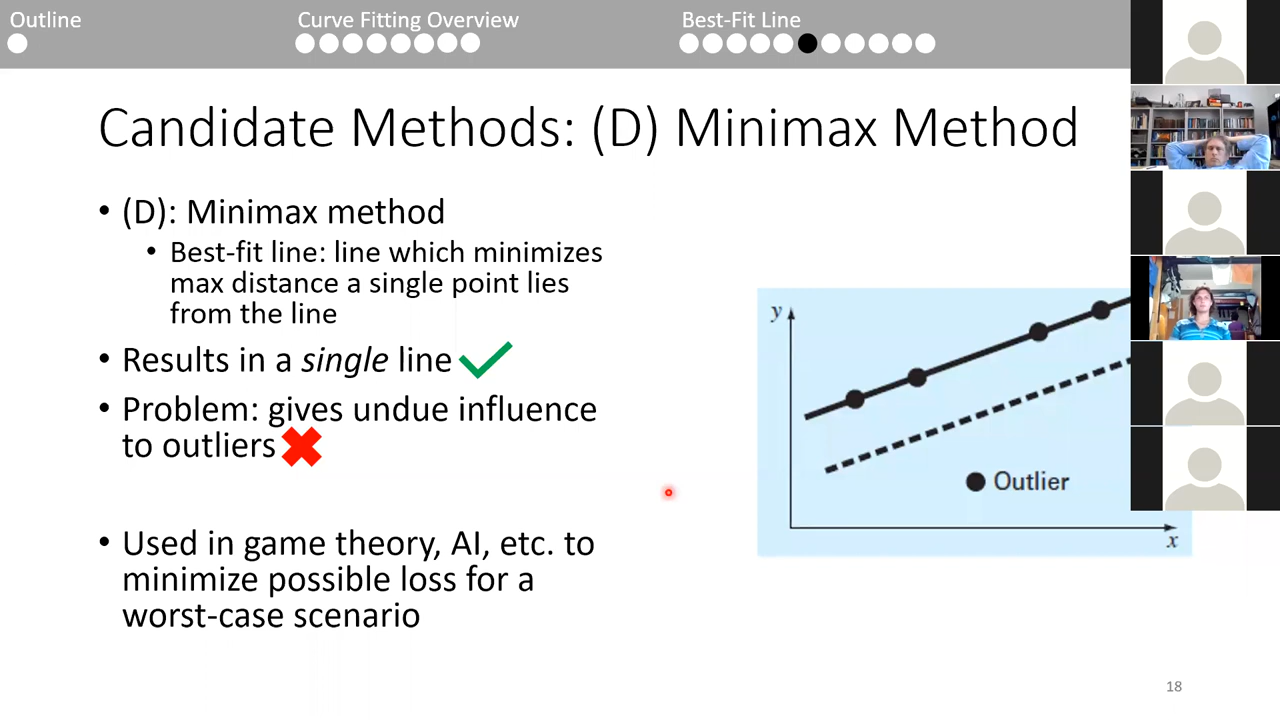 Outline
Curve Fitting Overview
Best-Fit Line
Candidate Methods: (D) Minimax Method
• (D): Minimax method
• Best-fit line: line which minimizes
max distance a single point lies
from the line
• Results in a single line
• Problem: gives undue influence
to outliers
• Used in game theory, AI, etc. to
minimize possible loss for a
worst-case scenario
y
Outlier
x
18